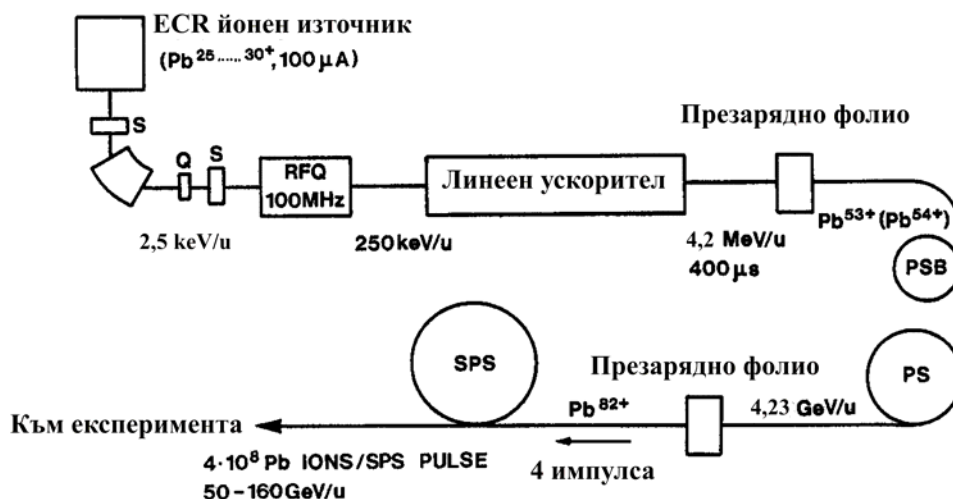 ECR йонен източник
(Pb²⁵······³⁰⁺, 100 μA)
S
Q
S
RFQ
100MHz
Линеен ускорител
Презарядно фолио
2,5 keV/u
250keV/u
4,2 MeV/u
400μs
Pb⁵³⁺(Pb⁵⁴⁺)
PSB
SPS
Презарядно фолио
PS
Pb⁸²⁺
4,23 GeV/u
Към експеримента
4 импулса
4·10⁸ Pb IONS/SPS PULSE
50-160GeV/u